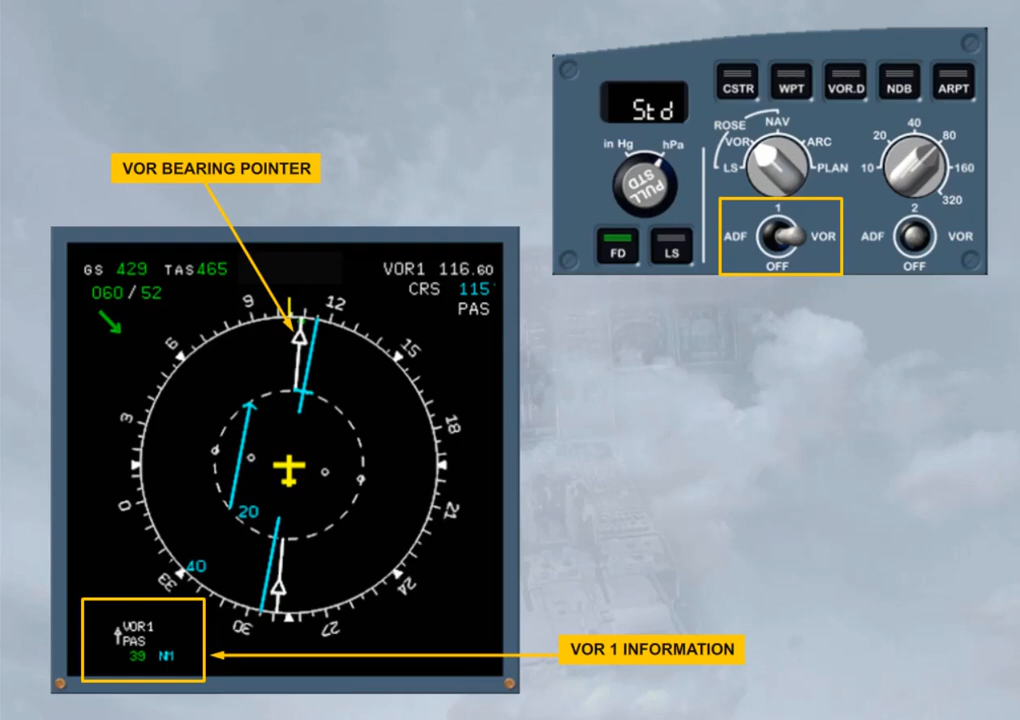 Std
CSTR WPT VOR.D NDB ARPT
in Hg hPa
PULL
STD
ROSE
LS VOR NAV ARC PLAN
10 20 40 80 160 320
FD LS
ADF 1 VOR
OFF
ADF 2 VOR
OFF
VOR BEARING POINTER
GS 429 TAS465
060/52
VOR1 116.60
CRS 115°
PAS
9 12 15 18 21 24 27 30 33 0 3 6
20
40
VOR1
PAS
39 NM
VOR 1 INFORMATION